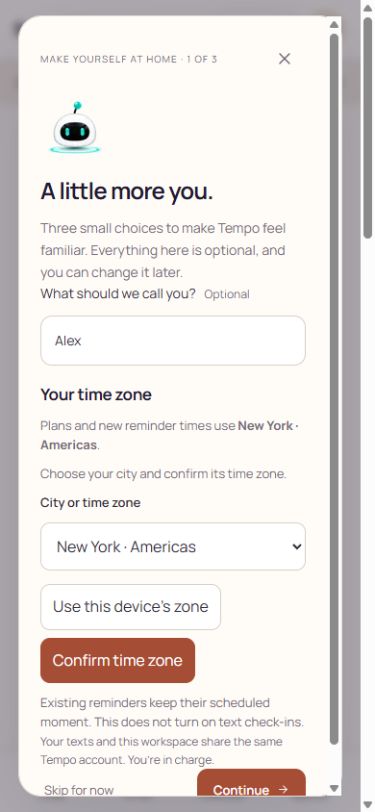 MAKE YOURSELF AT HOME · 1 OF 3
A little more you.
Three small choices to make Tempo feel
familiar. Everything here is optional, and
you can change it later.
What should we call you? Optional
Alex
Your time zone
Plans and new reminder times use New York ·
Americas.
Choose your city and confirm its time zone.
City or time zone
New York · Americas
Use this device's zone
Confirm time zone
Existing reminders keep their scheduled
moment. This does not turn on text check-ins.
Your texts and this workspace share the same
Tempo account. You're in charge.
Skip for now
Continue →